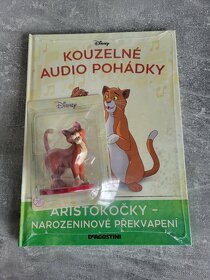 Disney
KOUZELNÉ
AUDIO POHÁDKY
Disney
ARISTOKOČKY –
NAROZENINOVÉ PŘEKVAPENÍ
DEAGOSTINI